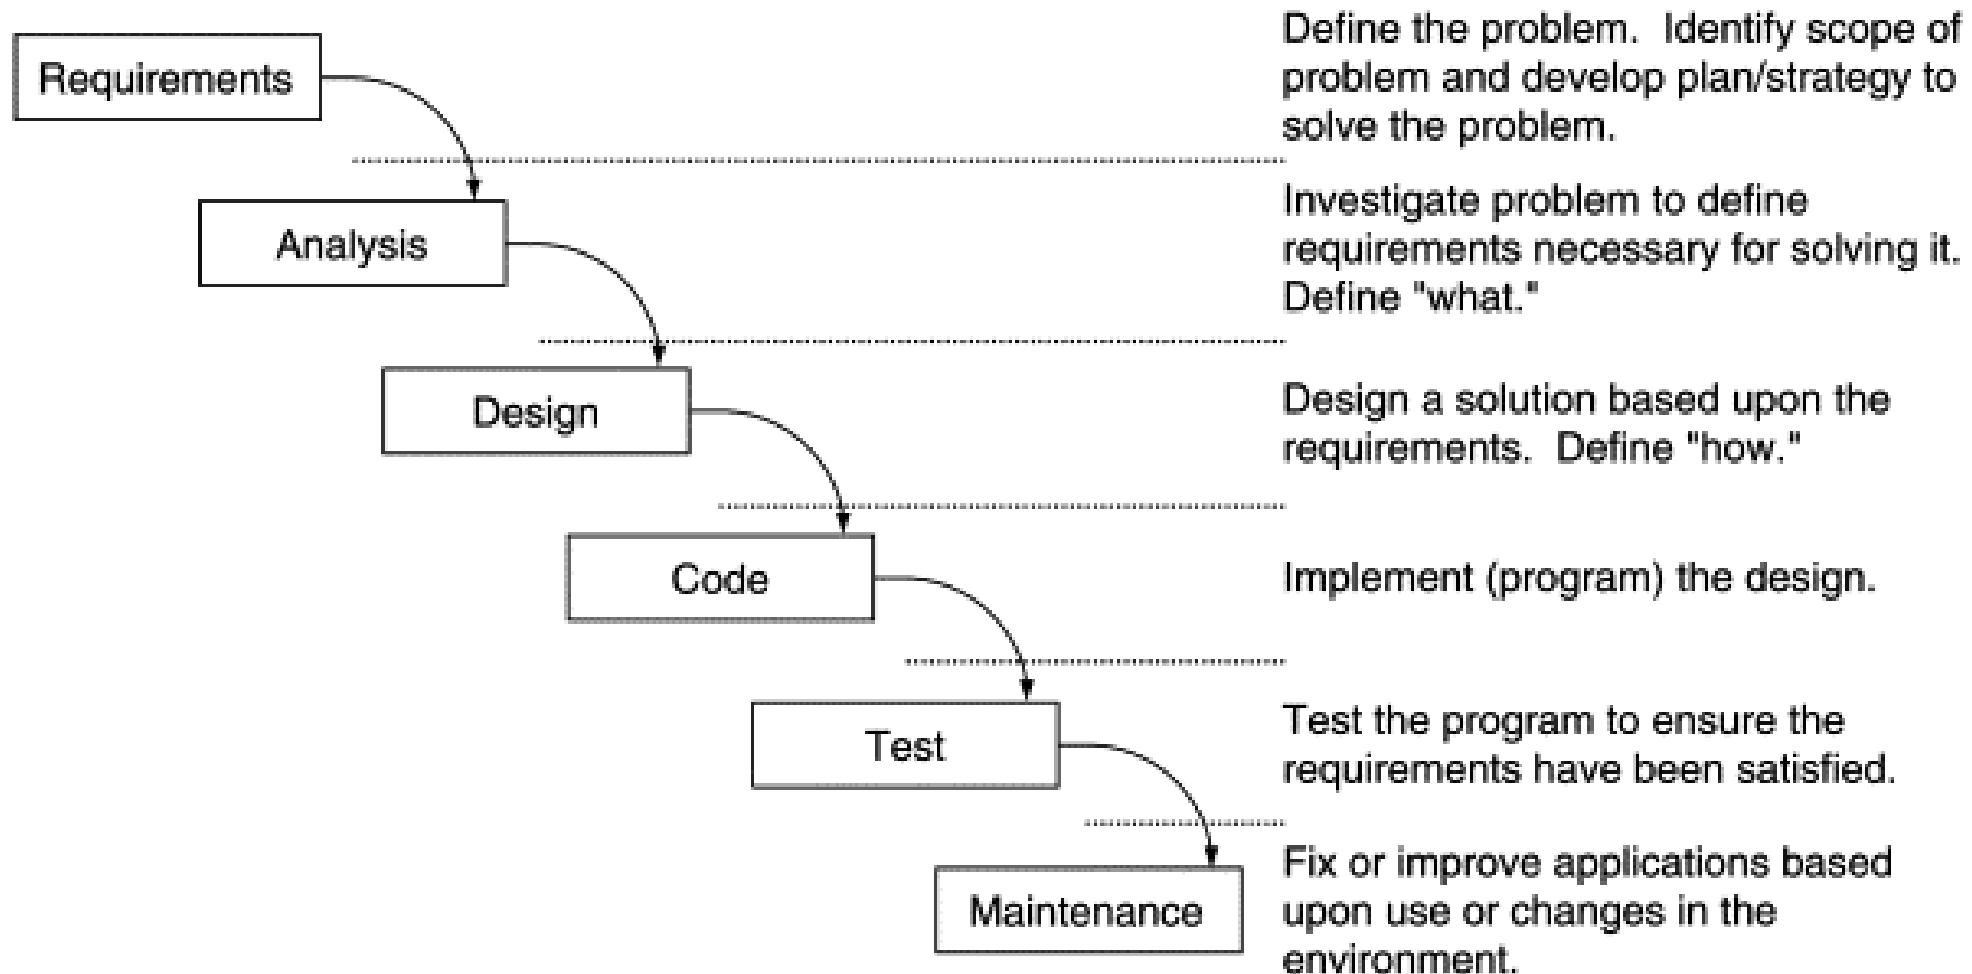 Requirements
Define the problem.  Identify scope of
problem and develop plan/strategy to
solve the problem.
Analysis
Investigate problem to define
requirements necessary for solving it.
Define "what."
Design
Design a solution based upon the
requirements.  Define "how."
Code
Implement (program) the design.
Test
Test the program to ensure the
requirements have been satisfied.
Maintenance
Fix or improve applications based
upon use or changes in the
environment.